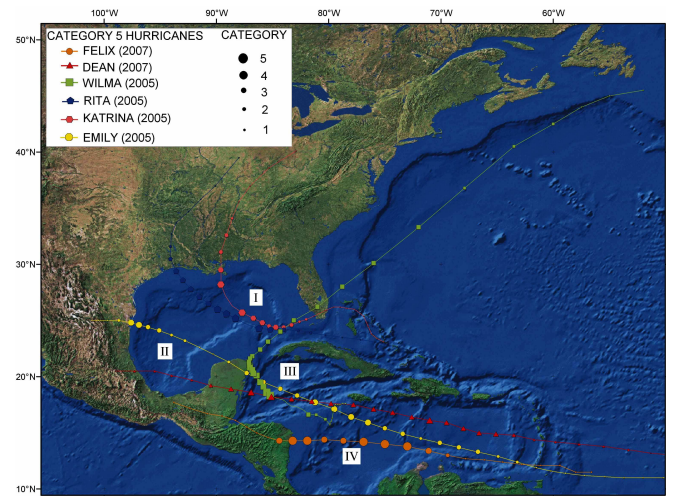 100°W 90°W 80°W 70°W 60°W
50°N
CATEGORY 5 HURRICANES
FELIX (2007)
DEAN (2007)
WILMA (2005)
RITA (2005)
KATRINA (2005)
EMILY (2005)
CATEGORY
5
4
3
2
1
40°N
30°N
I
II
III
20°N
IV
10°N